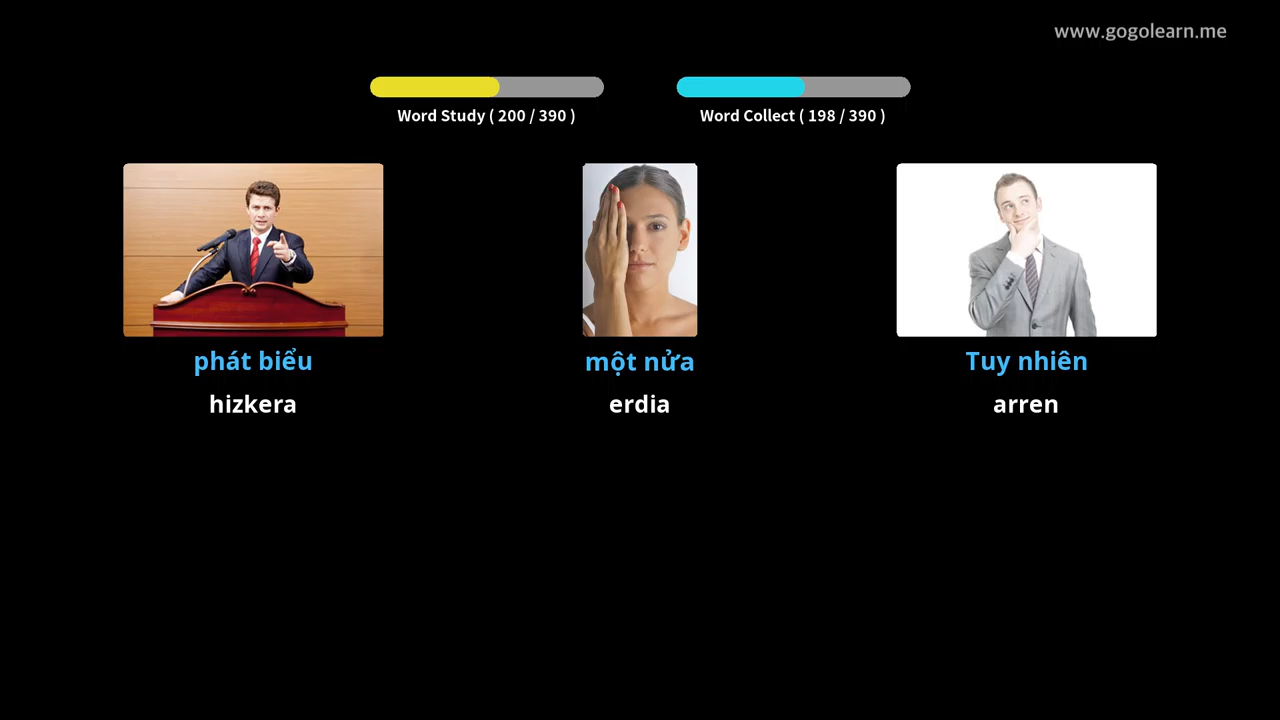 www.gogolearn.me
Word Study ( 200 / 390 )
Word Collect ( 198 / 390 )
phát biểu
một nửa
Tuy nhiên
hizkera
erdia
arren